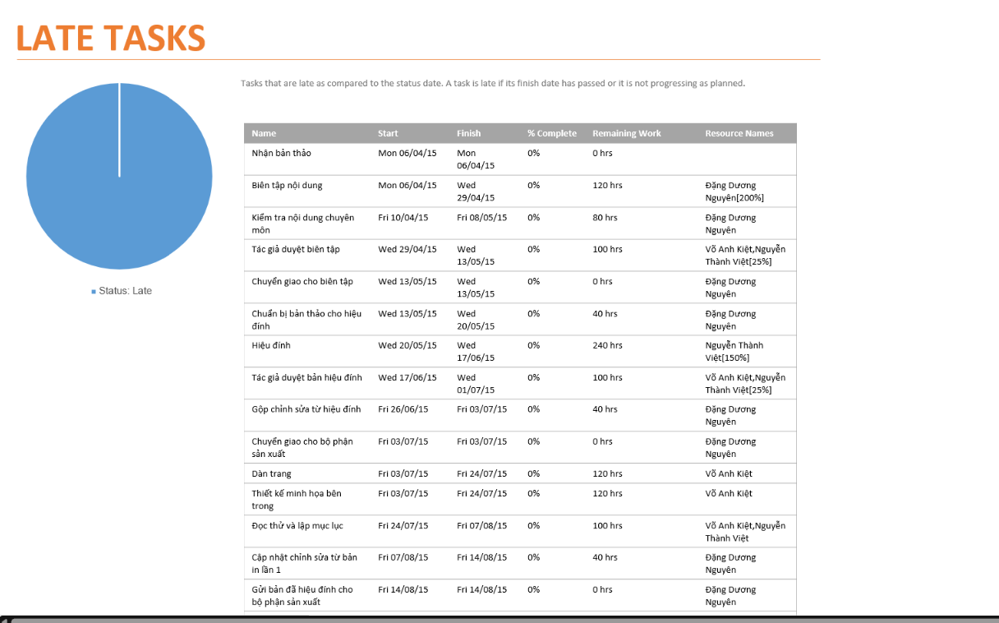 LATE TASKS
Tasks that are late as compared to the status date. A task is late if its finish date has passed or it is not progressing as planned.
Status: Late
Name Start Finish % Complete Remaining Work Resource Names
Nhận bản thảo Mon 06/04/15 Mon 0% 0 hrs
06/04/15
Biên tập nội dung Mon 06/04/15 Wed 0% 120 hrs Đặng Dương
29/04/15 Nguyên[200%]
Kiểm tra nội dung chuyên Fri 10/04/15 Fri 08/05/15 0% 80 hrs Đặng Dương
môn Nguyên
Tác giả duyệt biên tập Wed 29/04/15 Wed 0% 100 hrs Võ Anh Kiệt,Nguyễn
13/05/15 Thành Việt[25%]
Chuyển giao cho biên tập Wed 13/05/15 Wed 0% 0 hrs Đặng Dương
13/05/15 Nguyên
Chuẩn bị bản thảo cho hiệu Wed 13/05/15 Wed 0% 40 hrs Đặng Dương
đính 20/05/15 Nguyên
Hiệu đính Wed 20/05/15 Wed 0% 240 hrs Nguyễn Thành
17/06/15 Việt[150%]
Tác giả duyệt bản hiệu đính Wed 17/06/15 Wed 0% 100 hrs Võ Anh Kiệt,Nguyễn
01/07/15 Thành Việt[25%]
Gộp chỉnh sửa từ hiệu đính Fri 26/06/15 Fri 03/07/15 0% 40 hrs Đặng Dương
Nguyên
Chuyển giao cho bộ phận Fri 03/07/15 Fri 03/07/15 0% 0 hrs Đặng Dương
sản xuất Nguyên
Dàn trang Fri 03/07/15 Fri 24/07/15 0% 120 hrs Võ Anh Kiệt
Thiết kế minh họa bên Fri 03/07/15 Fri 24/07/15 0% 120 hrs Võ Anh Kiệt
trong
Đọc thử và lập mục lục Fri 24/07/15 Fri 07/08/15 0% 100 hrs Võ Anh Kiệt,Nguyễn
Thành Việt
Cập nhật chỉnh sửa từ bản Fri 07/08/15 Fri 14/08/15 0% 40 hrs Đặng Dương
in lần 1 Nguyên
Gửi bản đã hiệu đính cho Fri 14/08/15 Fri 14/08/15 0% 0 hrs Đặng Dương
bộ phận sản xuất Nguyên